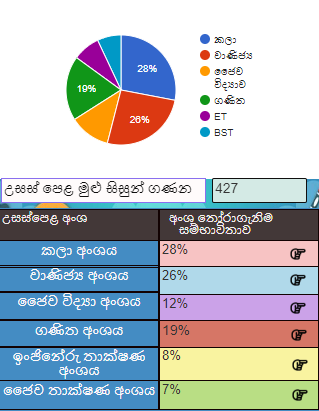 කලා
වාණිජ්‍ය
ජෛව
විද්‍යාව
ගණිත
ET
BST
28%
26%
19%
උසස් පෙළ මුළු සිසුන් ගණන
427
උසස්පෙළ අංශ
අංශ තෝරාගැනීම
සම්භාවිතාව
කලා අංශය
28%
වාණිජ්‍ය අංශය
26%
ජෛව විද්‍යා අංශය
12%
ගණිත අංශය
19%
ඉංජිනේරු තාක්ෂණ
අංශය
8%
ජෛව තාක්ෂණ අංශය
7%